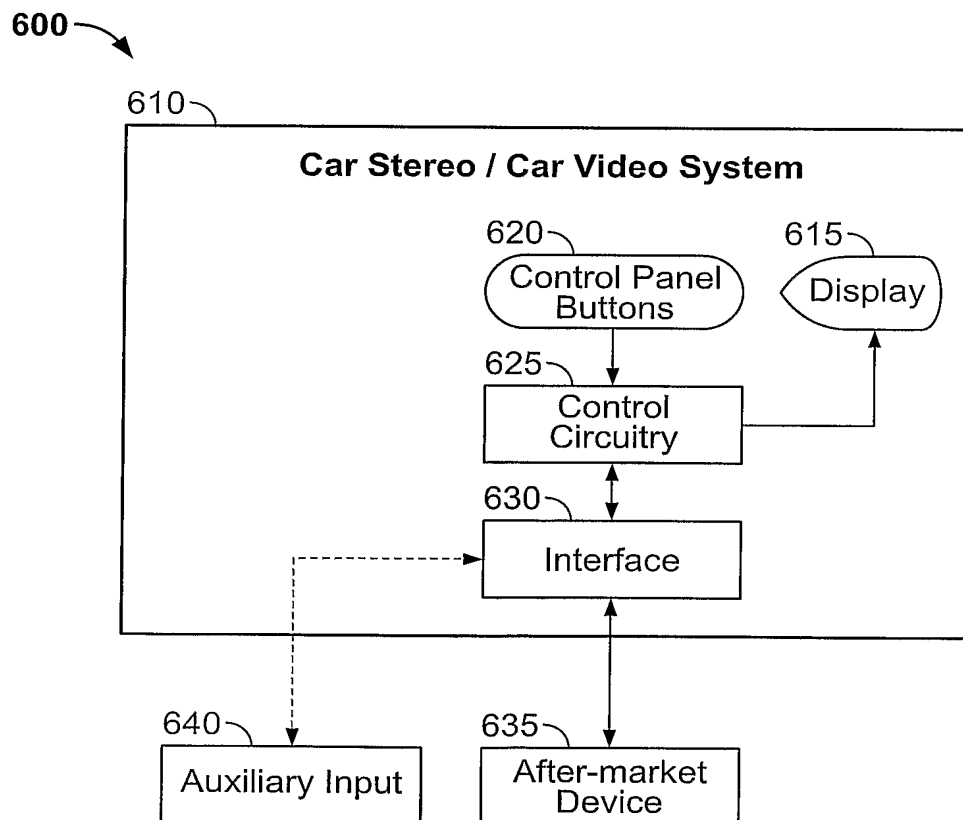 600
610
Car Stereo / Car Video System
620
615
Control Panel
Buttons
Display
625
Control
Circuitry
630
Interface
640
635
Auxiliary Input
After-market
Device